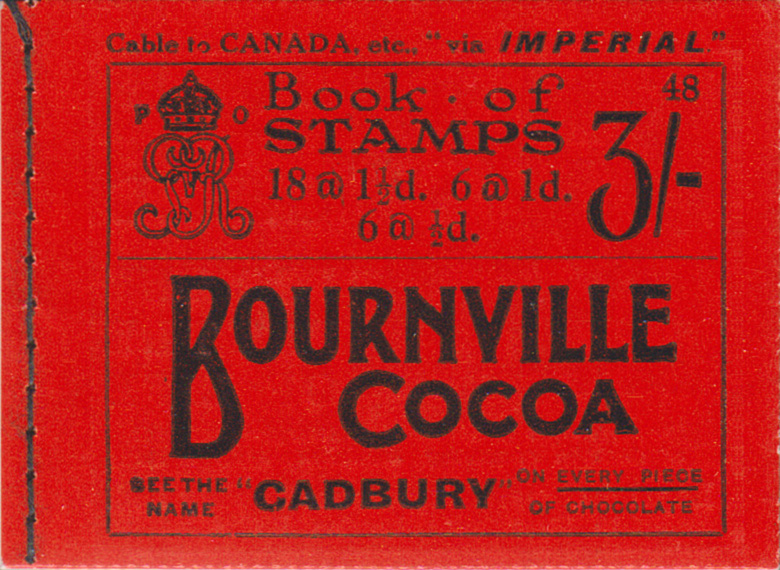 Cable to CANADA, etc., "via IMPERIAL."
P O
GVR
Book · of
48
STAMPS
3/-
18 @ 1½d. 6 @ 1d.
6 @ ½d.
BOURNVILLE
COCOA
SEE THE NAME "CADBURY" ON EVERY PIECE OF CHOCOLATE